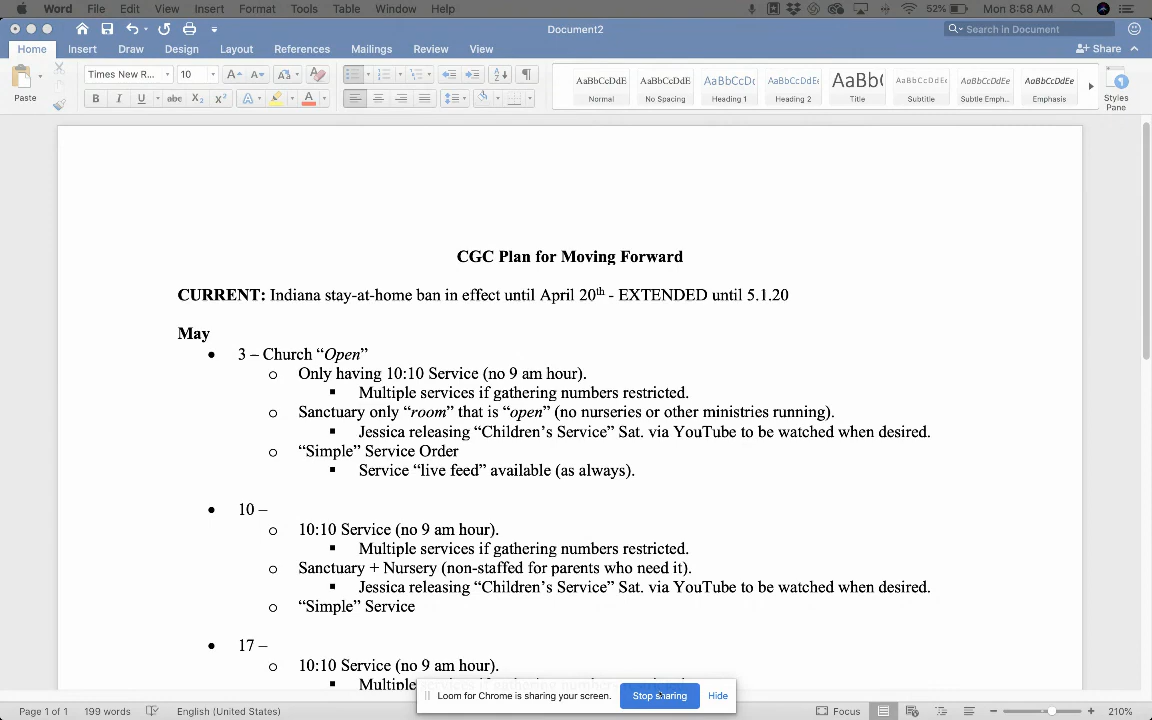 Word File Edit View Insert Format Tools Table Window Help 52% Mon 8:58 AM
Document2
Search in Document
Home Insert Draw Design Layout References Mailings Review View Share
Paste
Times New R... 10
B I U abc X₂ X² A A
AaBbCcDdEe AaBbCcDdEe AaBbCcDc AaBbCcDdEe AaBb( AaBbCcDdEe AaBbCcDdEe AaBbCcDdEe
Normal No Spacing Heading 1 Heading 2 Title Subtitle Subtle Emph... Emphasis
Styles
Pane
CGC Plan for Moving Forward
CURRENT: Indiana stay-at-home ban in effect until April 20th - EXTENDED until 5.1.20
May
• 3 – Church “Open”
o Only having 10:10 Service (no 9 am hour).
▪ Multiple services if gathering numbers restricted.
o Sanctuary only “room” that is “open” (no nurseries or other ministries running).
▪ Jessica releasing “Children’s Service” Sat. via YouTube to be watched when desired.
o “Simple” Service Order
▪ Service “live feed” available (as always).
• 10 –
o 10:10 Service (no 9 am hour).
▪ Multiple services if gathering numbers restricted.
o Sanctuary + Nursery (non-staffed for parents who need it).
▪ Jessica releasing “Children’s Service” Sat. via YouTube to be watched when desired.
o “Simple” Service
• 17 –
o 10:10 Service (no 9 am hour).
▪ Multiple
Loom for Chrome is sharing your screen. Stop sharing Hide
Page 1 of 1 199 words English (United States) Focus 210%